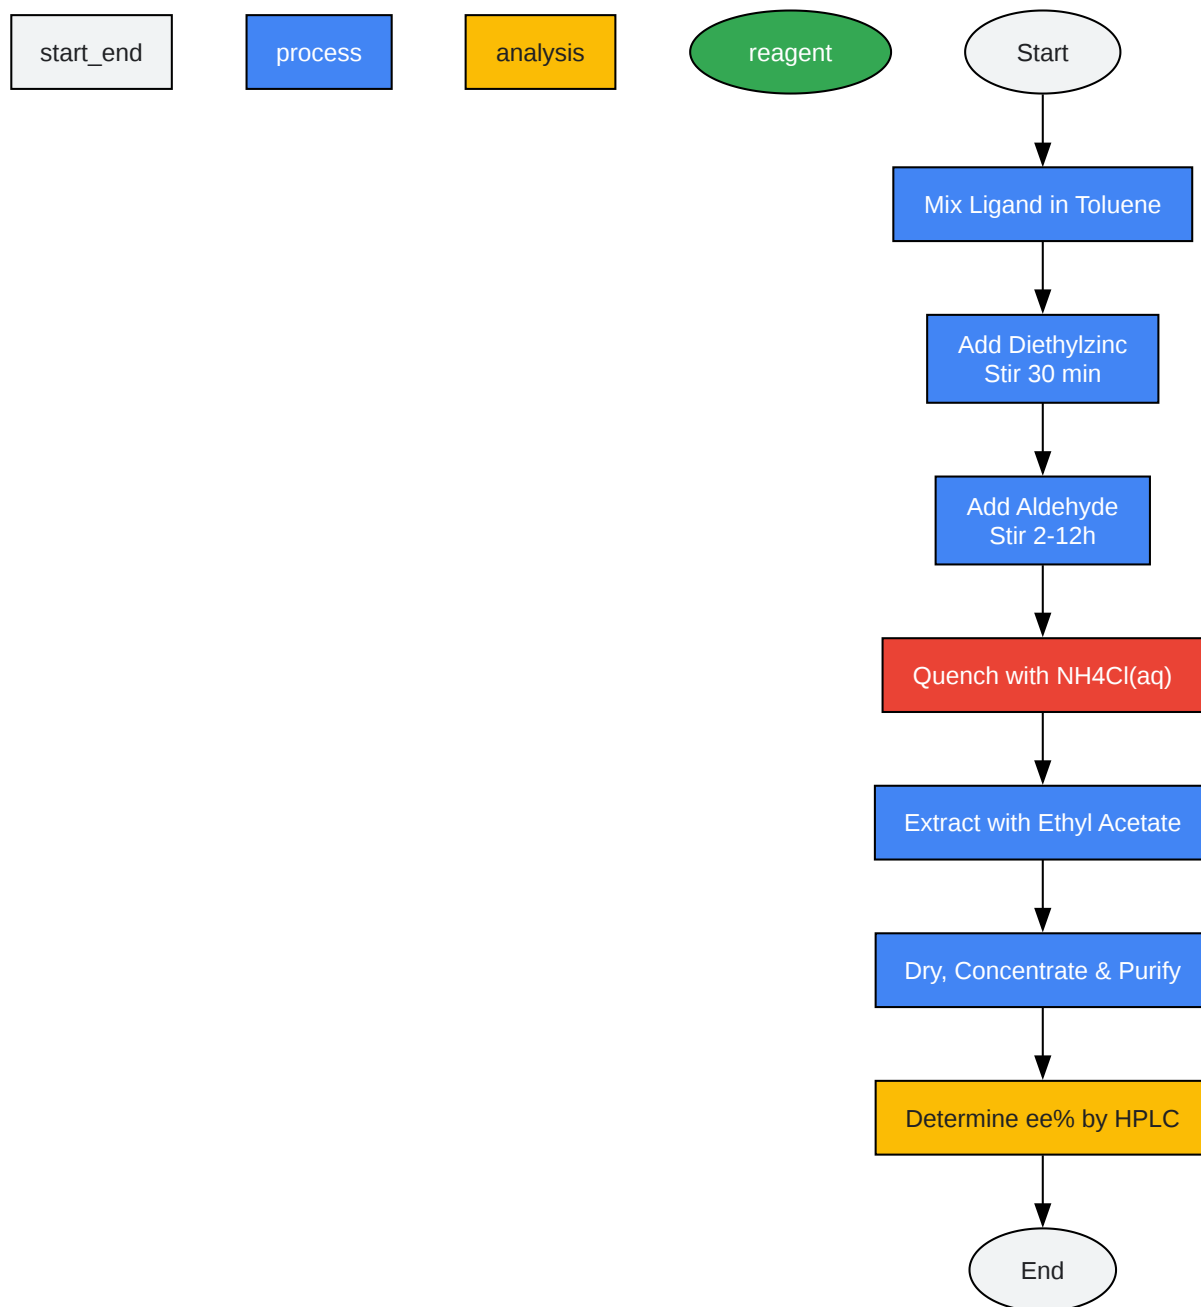 start_end
process
analysis
reagent
Start
Mix Ligand in Toluene
Add Diethylzinc
Stir 30 min
Add Aldehyde
Stir 2-12h
Quench with NH4Cl(aq)
Extract with Ethyl Acetate
Dry, Concentrate & Purify
Determine ee% by HPLC
End